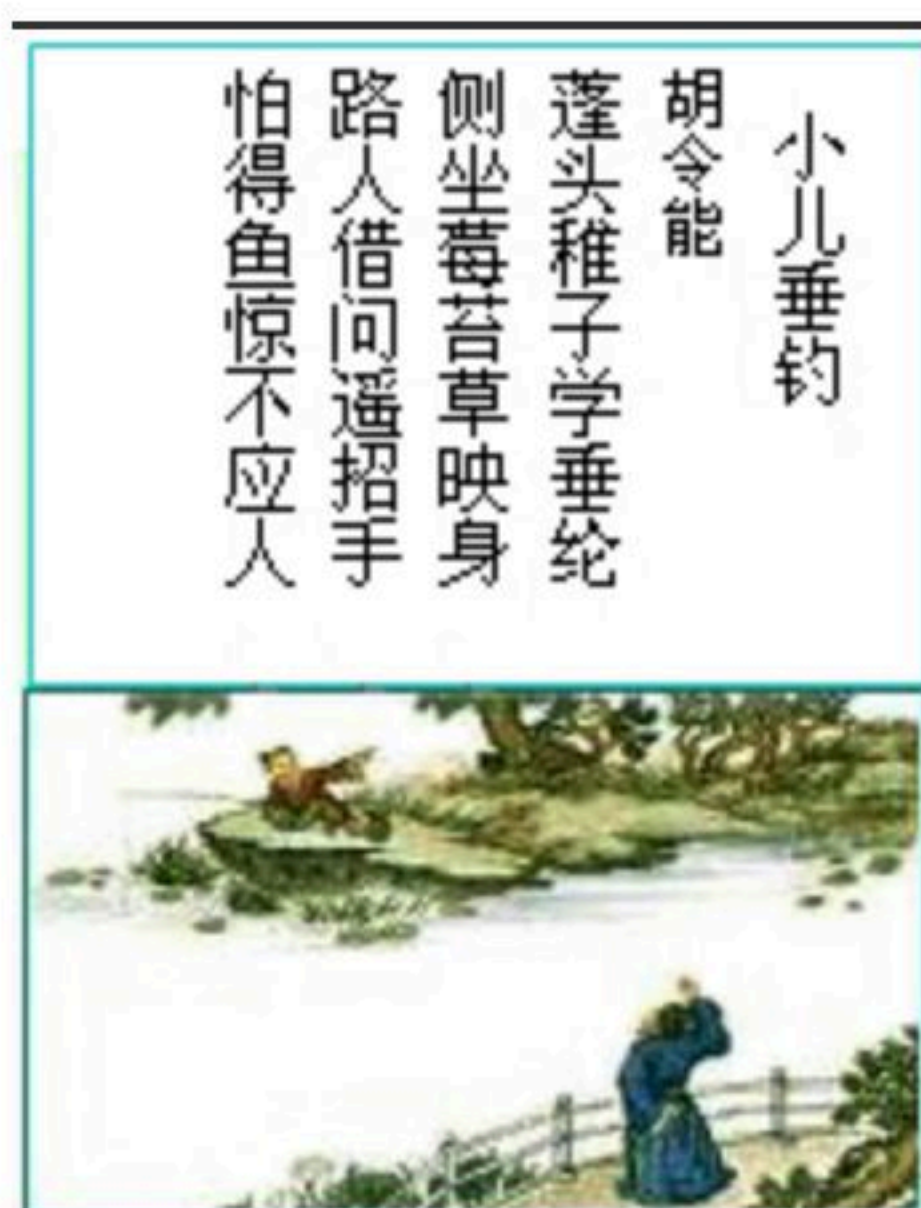 小儿垂钓
胡令能
蓬头稚子学垂纶
侧坐莓苔草映身
路人借问遥招手
怕得鱼惊不应人